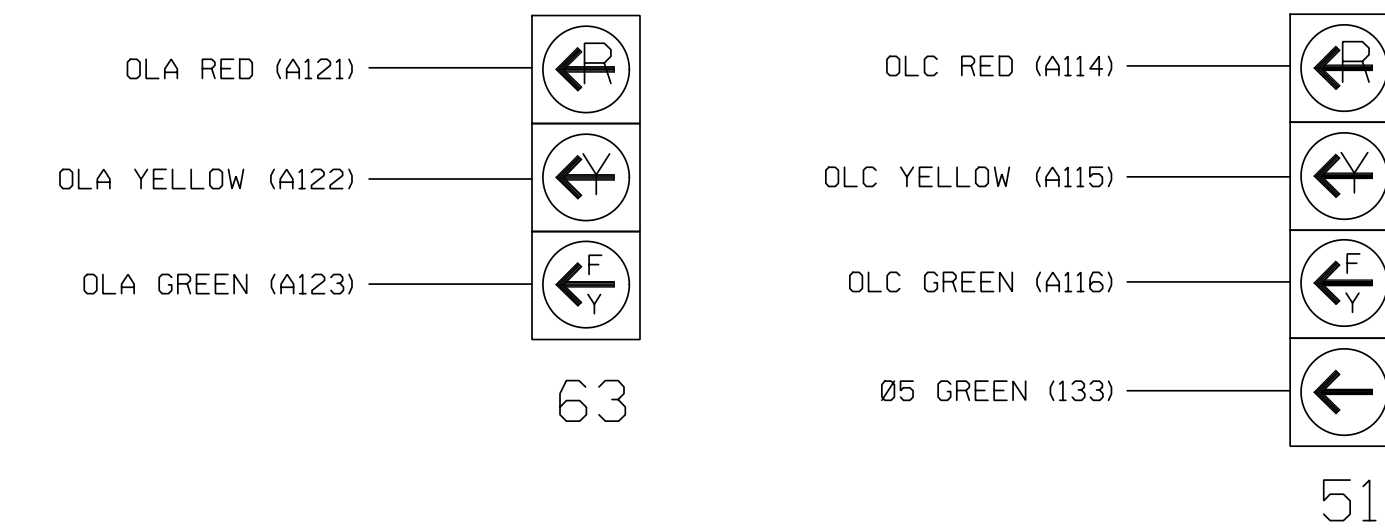 OLA RED (A121)
R
OLA YELLOW (A122)
Y
OLA GREEN (A123)
F
Y
63
OLC RED (A114)
R
OLC YELLOW (A115)
Y
OLC GREEN (A116)
F
Y
Ø5 GREEN (133)
51